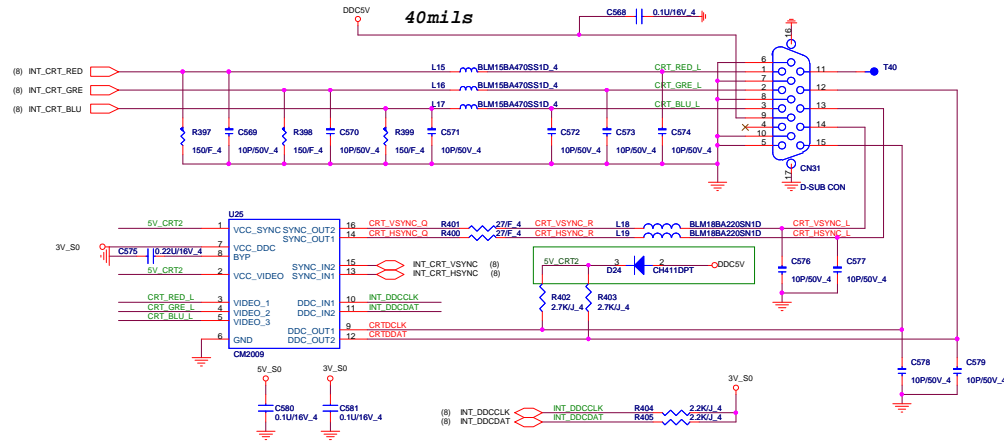 DDC5V
40mils
C568
0.1U/16V_4
16
(8) INT_CRT_RED
L15 BLM15BA470SS1D_4
CRT_RED_L
6
1
11
T40
(8) INT_CRT_GRE
L16 BLM15BA470SS1D_4
CRT_GRE_L
7
2
12
(8) INT_CRT_BLU
L17 BLM15BA470SS1D_4
CRT_BLU_L
8
3
13
9
4
14
10
5
15
R397
150/F_4
C569
10P/50V_4
R398
150/F_4
C570
10P/50V_4
R399
150/F_4
C571
10P/50V_4
C572
10P/50V_4
C573
10P/50V_4
C574
10P/50V_4
CN31
17
D-SUB CON
U25
5V_CRT2
1
VCC_SYNC
SYNC_OUT2
16
CRT_VSYNC_Q
R401
27/F_4
CRT_VSYNC_R
L18
BLM18BA220SN1D
CRT_VSYNC_L
SYNC_OUT1
14
CRT_HSYNC_Q
R400
27/F_4
CRT_HSYNC_R
L19
BLM18BA220SN1D
CRT_HSYNC_L
3V_S0
7
VCC_DDC
C575
0.22U/16V_4
8
BYP
SYNC_IN2
15
INT_CRT_VSYNC (8)
5V_CRT2
2
VCC_VIDEO
SYNC_IN1
13
INT_CRT_HSYNC (8)
5V_CRT2
3
D24
2
CH411DPT
DDC5V
C576
10P/50V_4
C577
10P/50V_4
CRT_RED_L
3
VIDEO_1
DDC_IN1
10
INT_DDCCLK
CRT_GRE_L
4
VIDEO_2
DDC_IN2
11
INT_DDCDAT
CRT_BLU_L
5
VIDEO_3
R402
2.7K/J_4
R403
2.7K/J_4
DDC_OUT1
9
CRTDCLK
6
GND
DDC_OUT2
12
CRTDDAT
CM2009
C578
10P/50V_4
C579
10P/50V_4
5V_S0
3V_S0
C580
0.1U/16V_4
C581
0.1U/16V_4
3V_S0
(8) INT_DDCCLK
INT_DDCCLK
R404
2.2K/J_4
(8) INT_DDCDAT
INT_DDCDAT
R405
2.2K/J_4